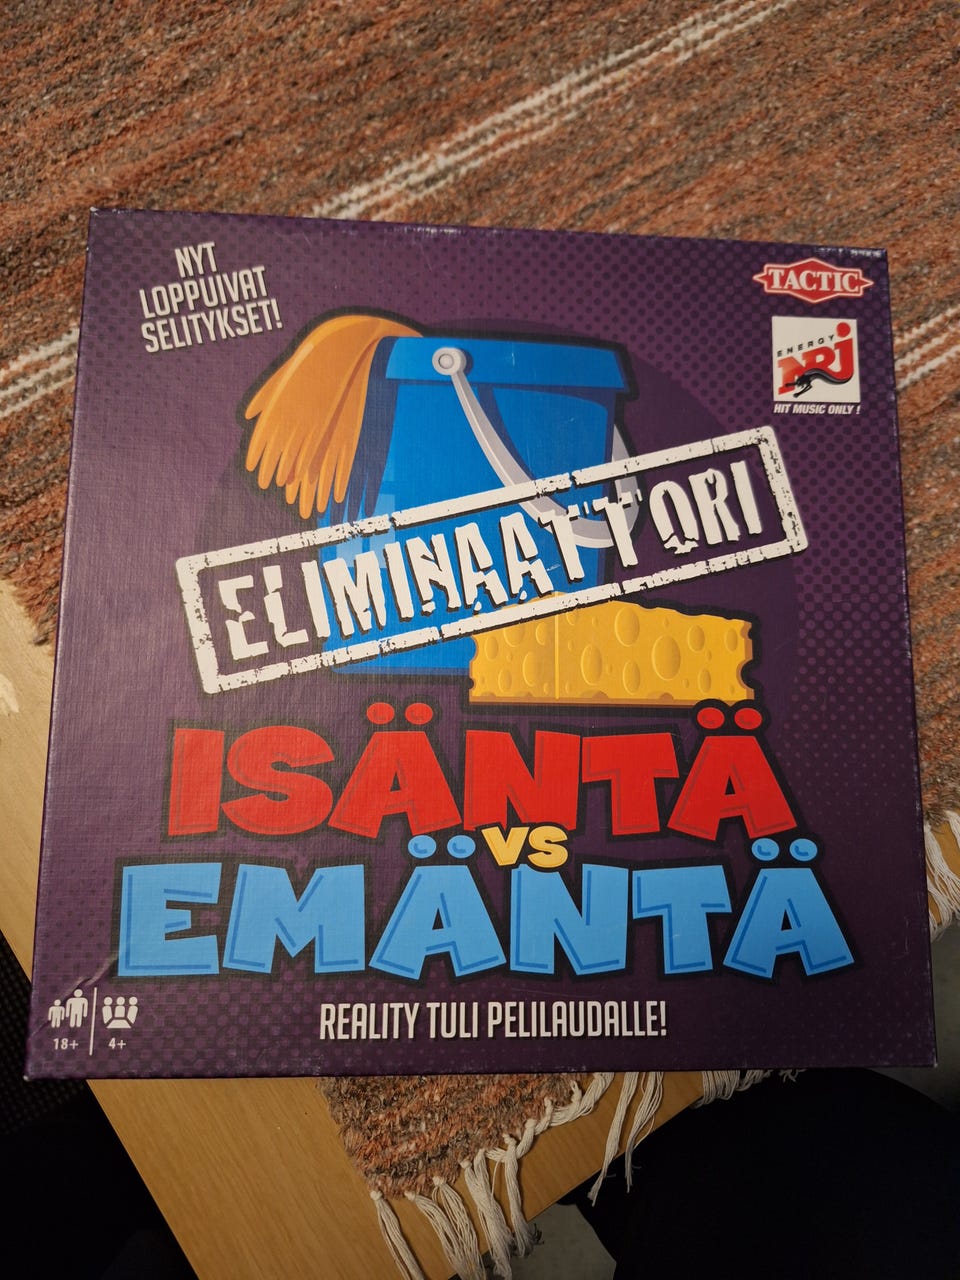 NYT
LOPPUIVAT
SELITYKSET!
TACTIC
ENERGY
NRJ
HIT MUSIC ONLY !
ELIMINAATTORI
ISÄNTÄ
VS
EMÄNTÄ
REALITY TULI PELILAUDALLE!
18+
4+